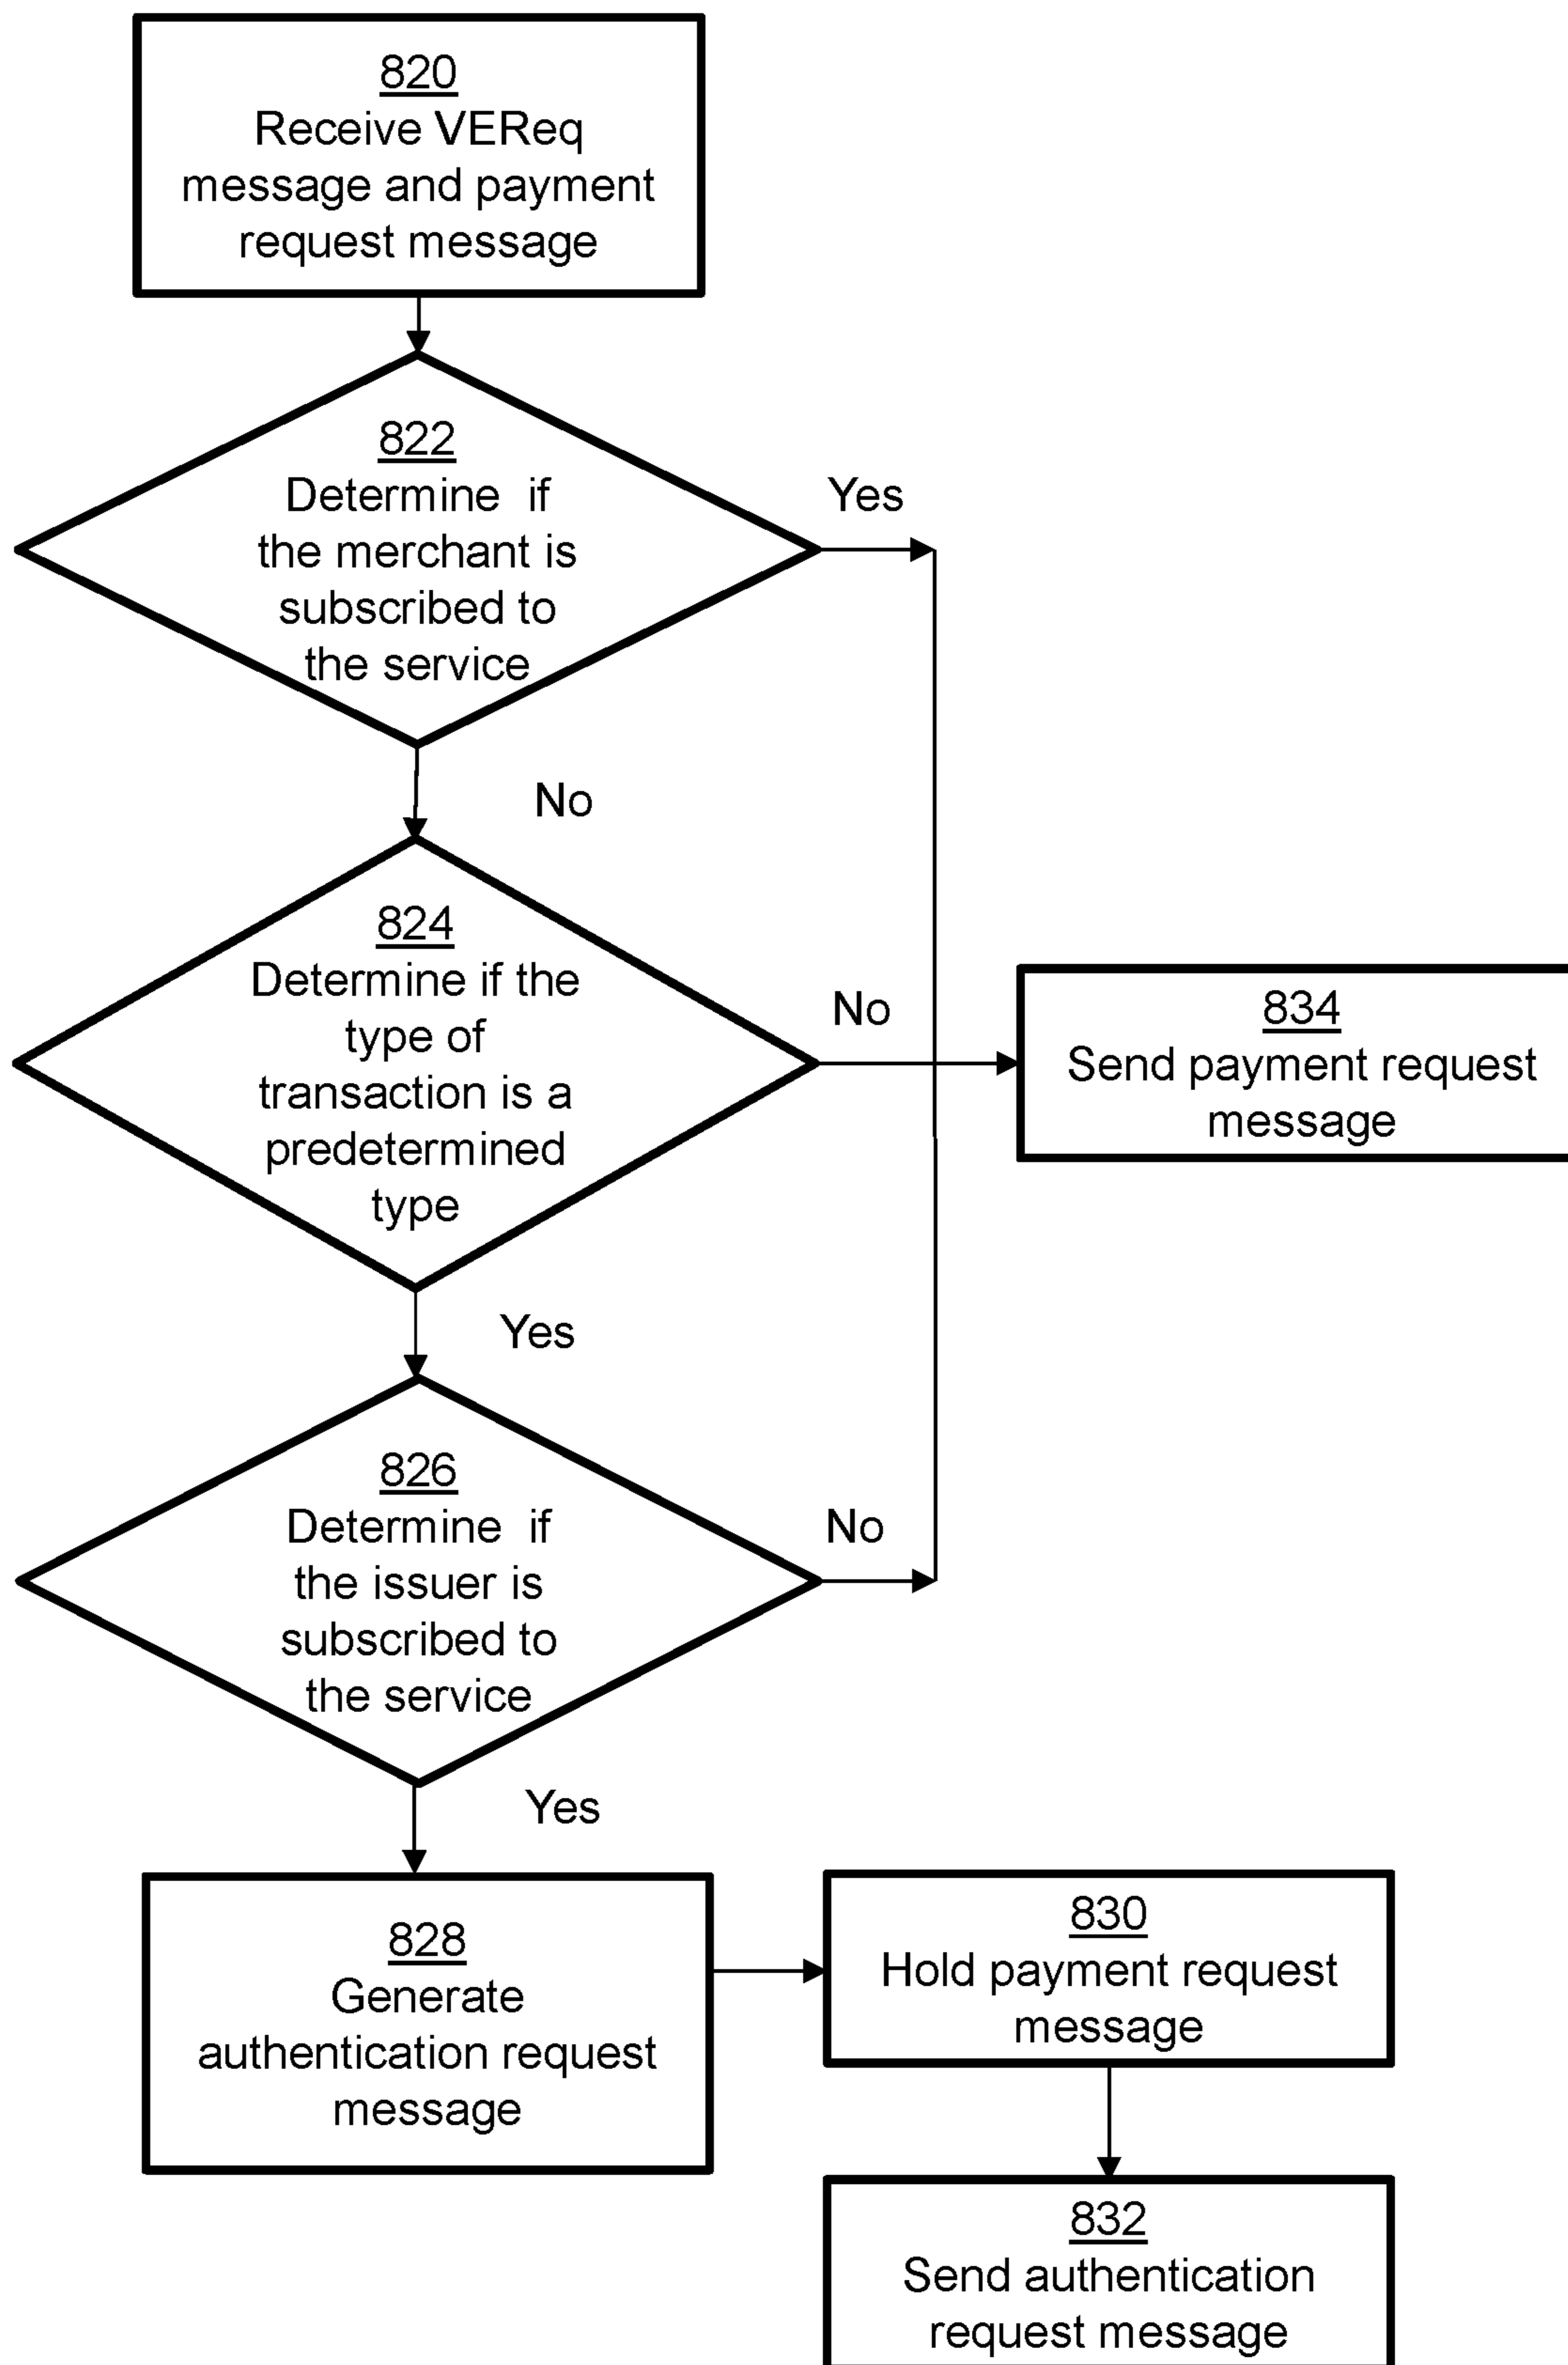 820
Receive VEReq
message and payment
request message
822
Determine if
the merchant is
subscribed to
the service
Yes
No
824
Determine if the
type of
transaction is a
predetermined
type
No
834
Send payment request
message
Yes
826
Determine if
the issuer is
subscribed to
the service
No
Yes
828
Generate
authentication request
message
830
Hold payment request
message
832
Send authentication
request message